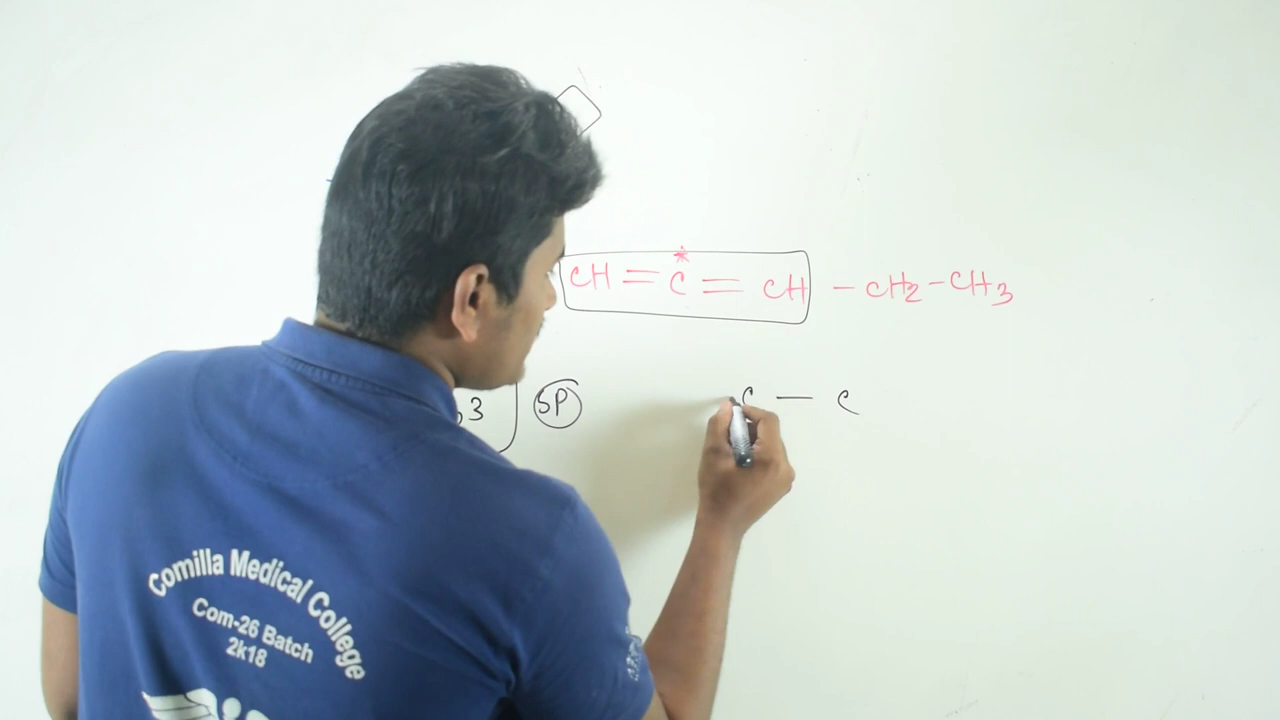 CH = C* = CH - CH2 - CH3
3 SP C — C
Comilla Medical College
Com-26 Batch
2k18